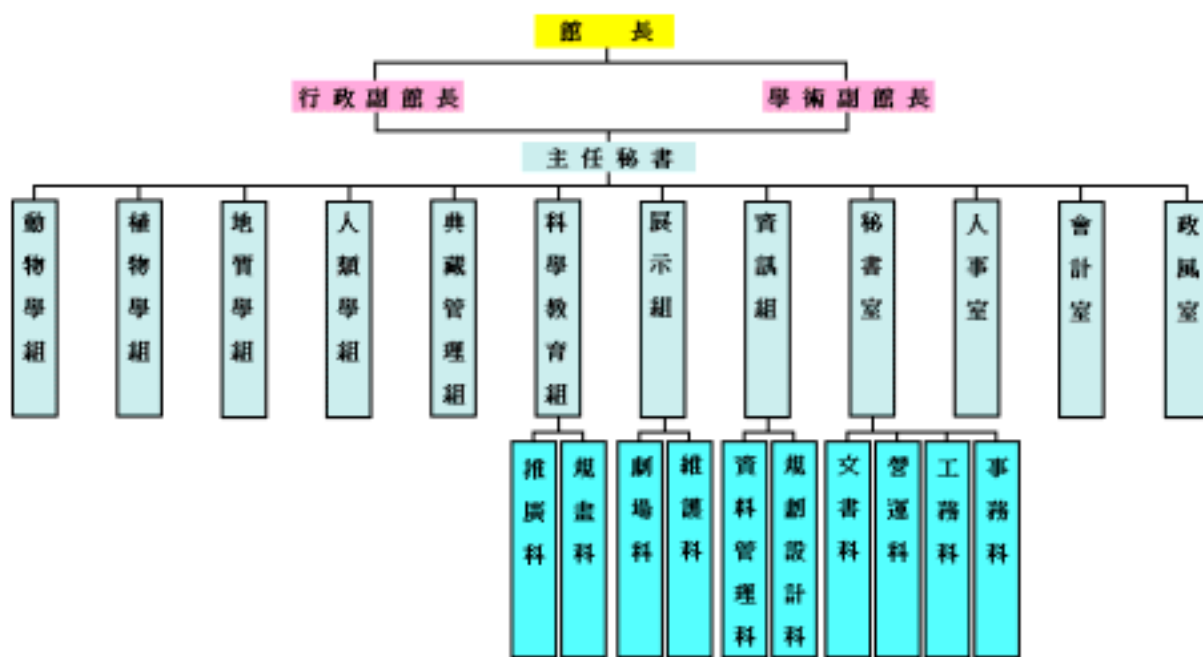 館 長
行政副館長
學術副館長
主任秘書
動物學組
植物學組
地質學組
人類學組
典藏管理組
科學教育組
展示組
資訊組
秘書室
人事室
會計室
政風室
推廣科
規畫科
劇場科
維護科
資料管理科
規劃設計科
文書科
營運科
工務科
事務科